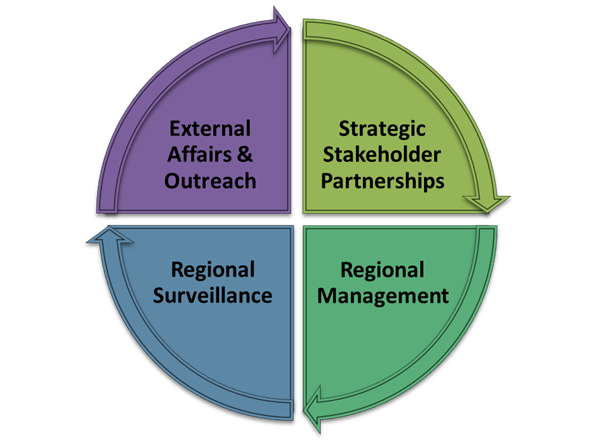 External
Affairs &
Outreach
Strategic
Stakeholder
Partnerships
Regional
Surveillance
Regional
Management